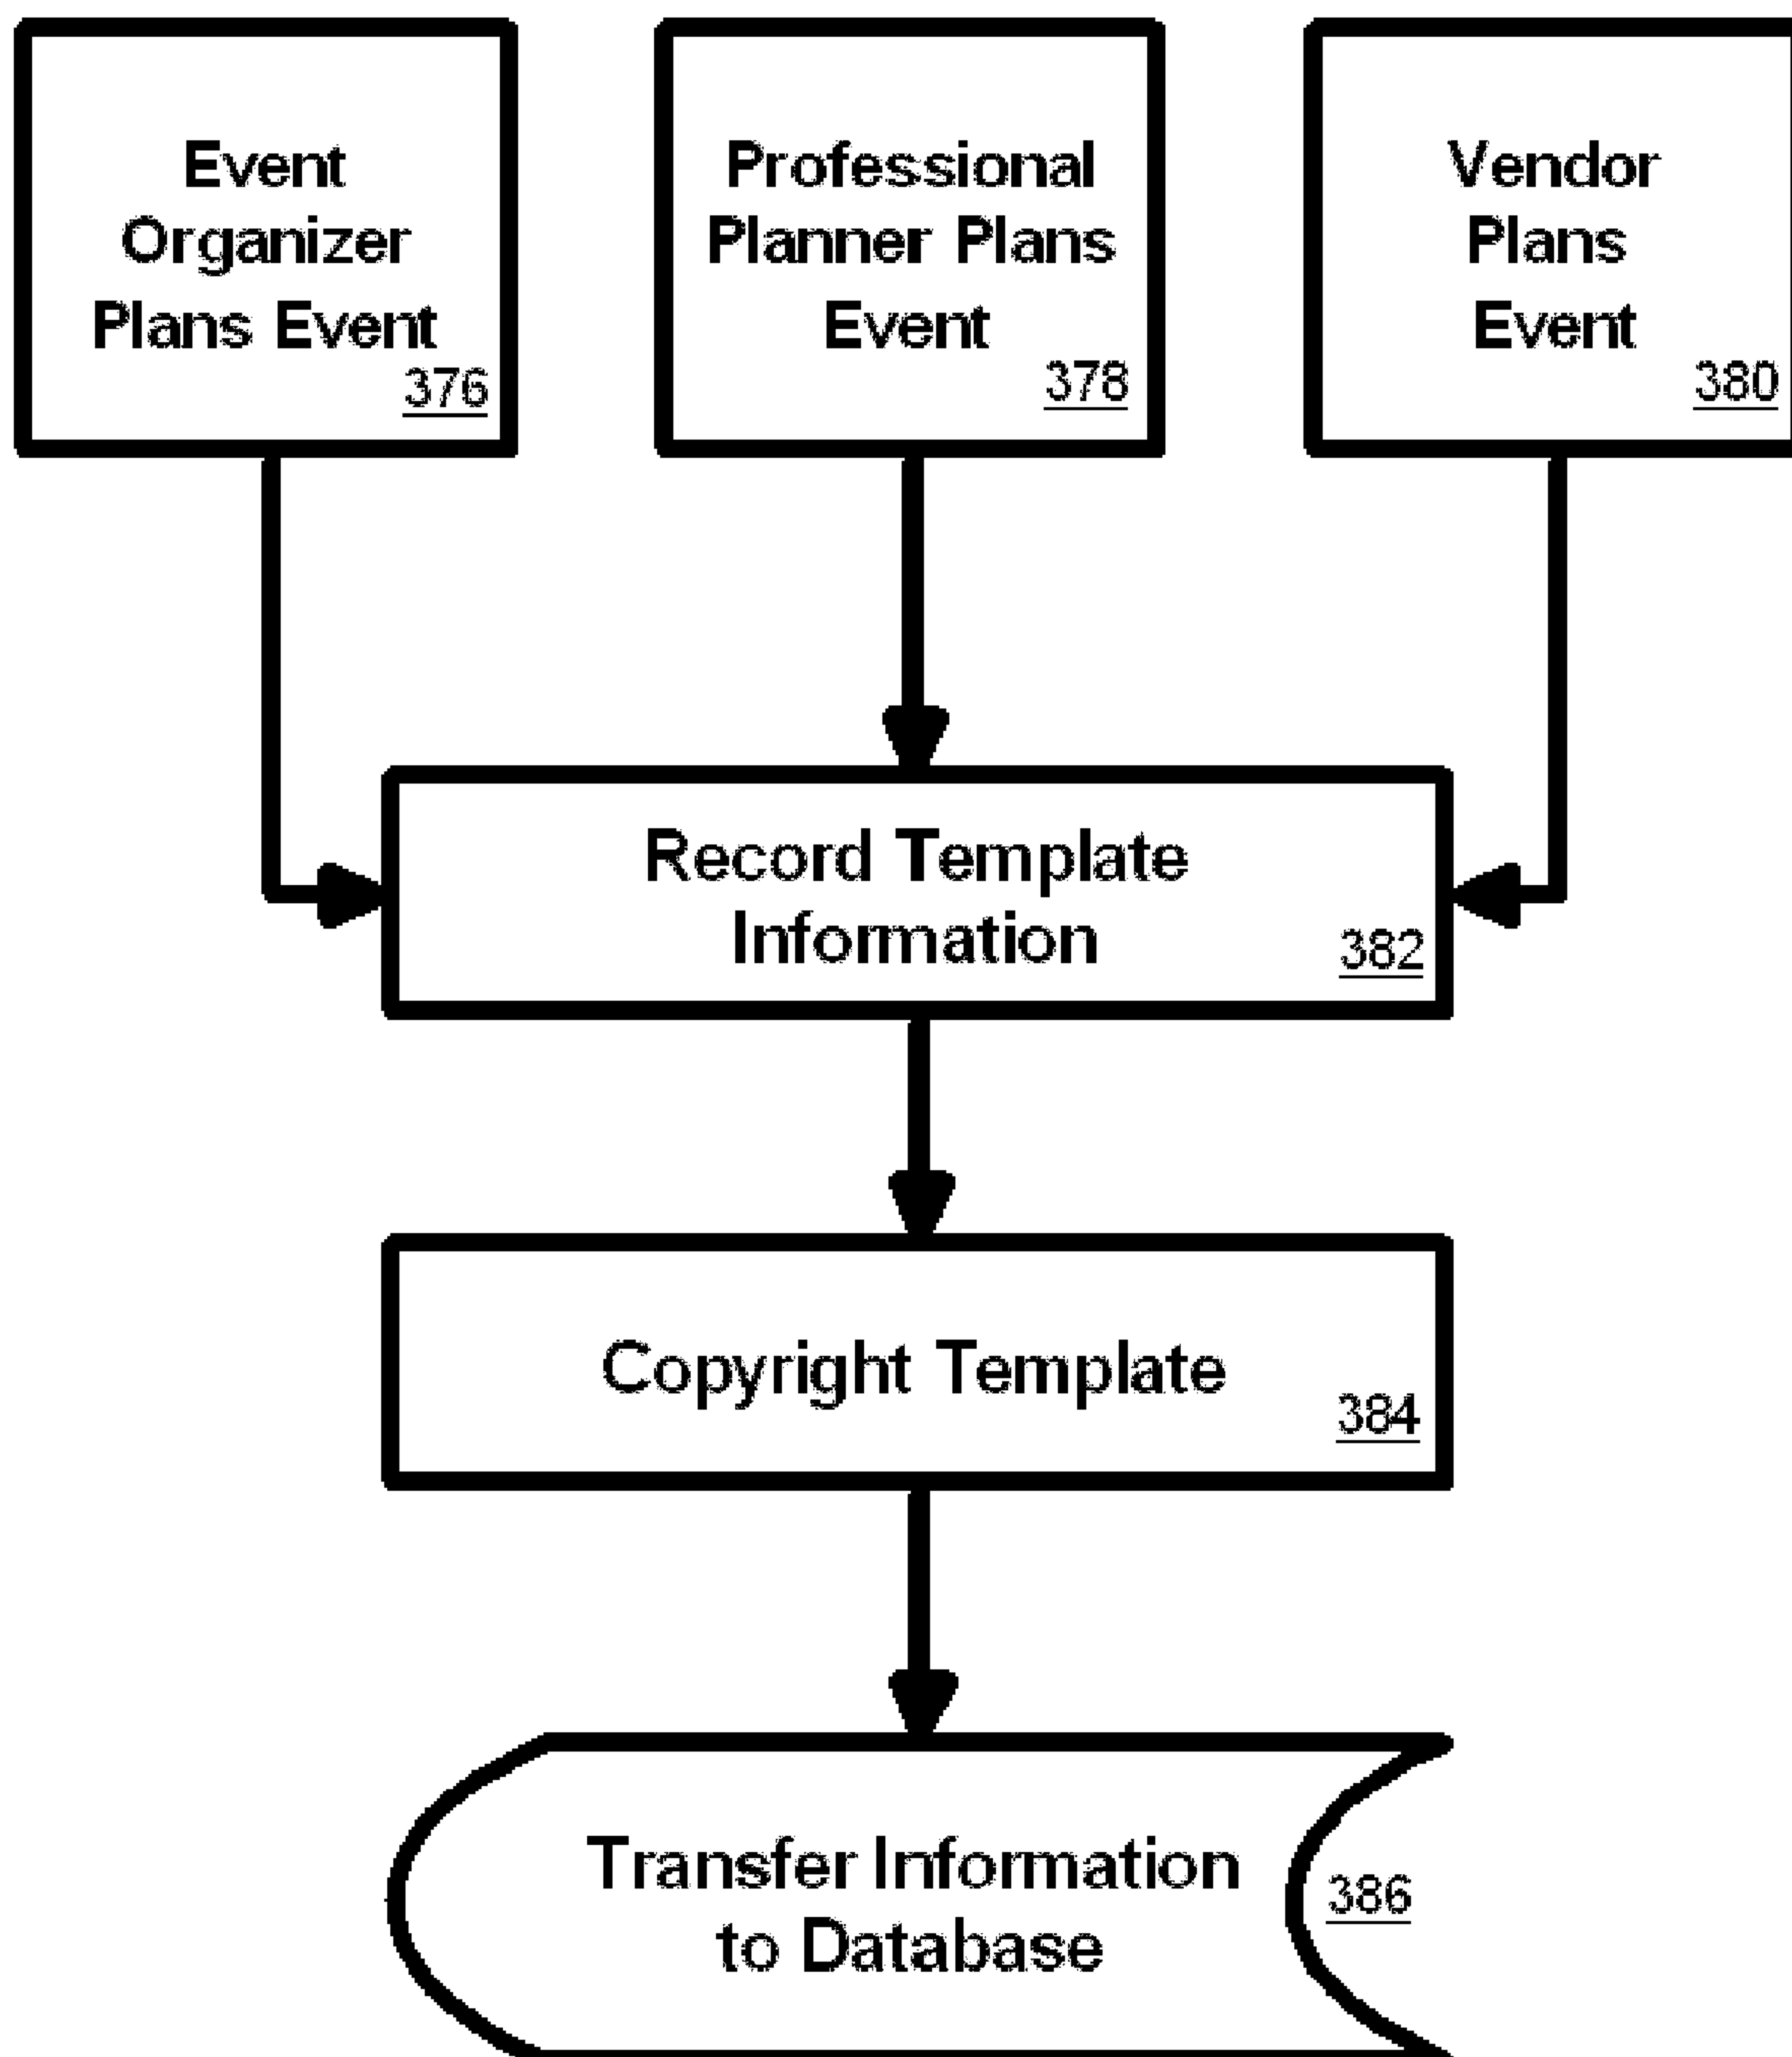 Event
Organizer
Plans Event
376
Professional
Planner Plans
Event
378
Vendor
Plans
Event
380
Record Template
Information
382
Copyright Template
384
Transfer Information
to Database
386